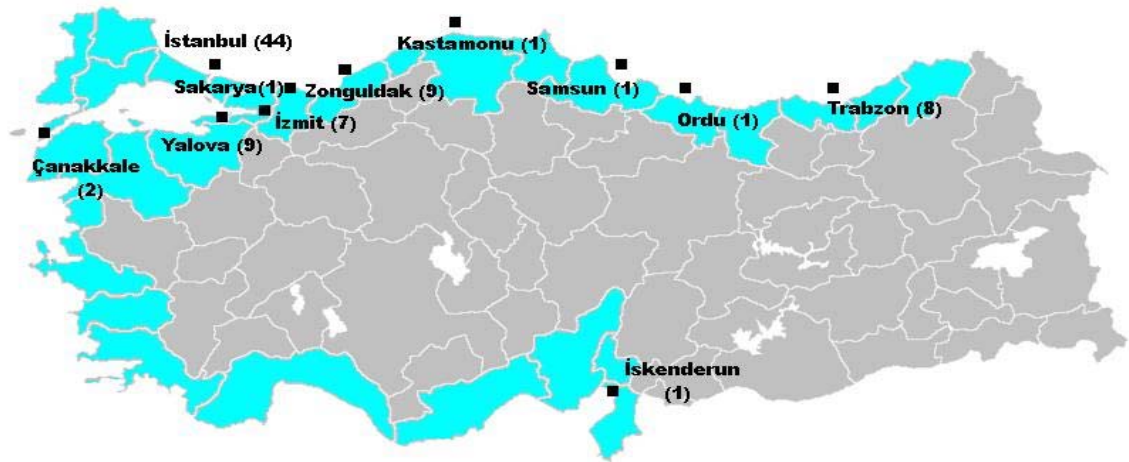 İstanbul (44)
Kastamonu (1)
Sakarya(1)
Zonguldak (9)
Samsun (1)
İzmit (7)
Ordu (1)
Trabzon (8)
Yalova (9)
Çanakkale
(2)
İskenderun
(1)